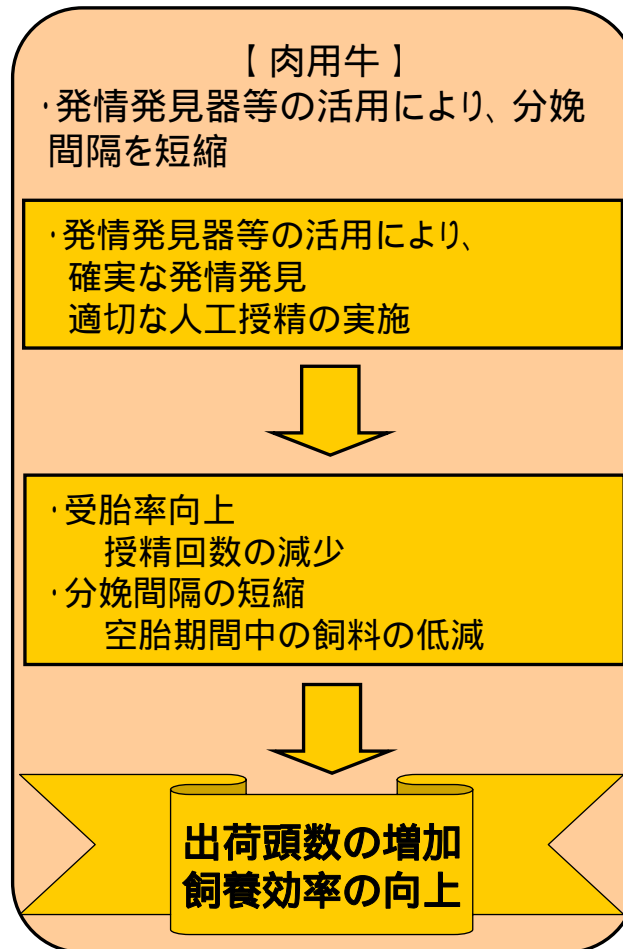 【肉用牛】
・発情発見器等の活用により、分娩
間隔を短縮
・発情発見器等の活用により、
確実な発情発見
適切な人工授精の実施
・受胎率向上
授精回数の減少
・分娩間隔の短縮
空胎期間中の飼料の低減
出荷頭数の増加
飼養効率の向上